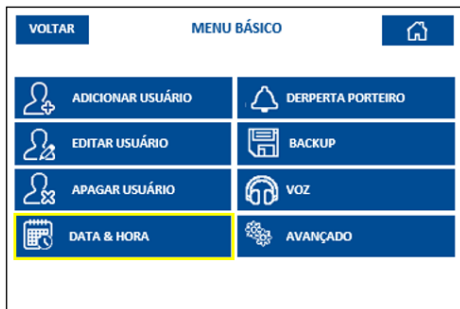 VOLTAR
MENU BÁSICO
ADICIONAR USUÁRIO
DERPERTA PORTEIRO
EDITAR USUÁRIO
BACKUP
APAGAR USUÁRIO
VOZ
DATA & HORA
AVANÇADO